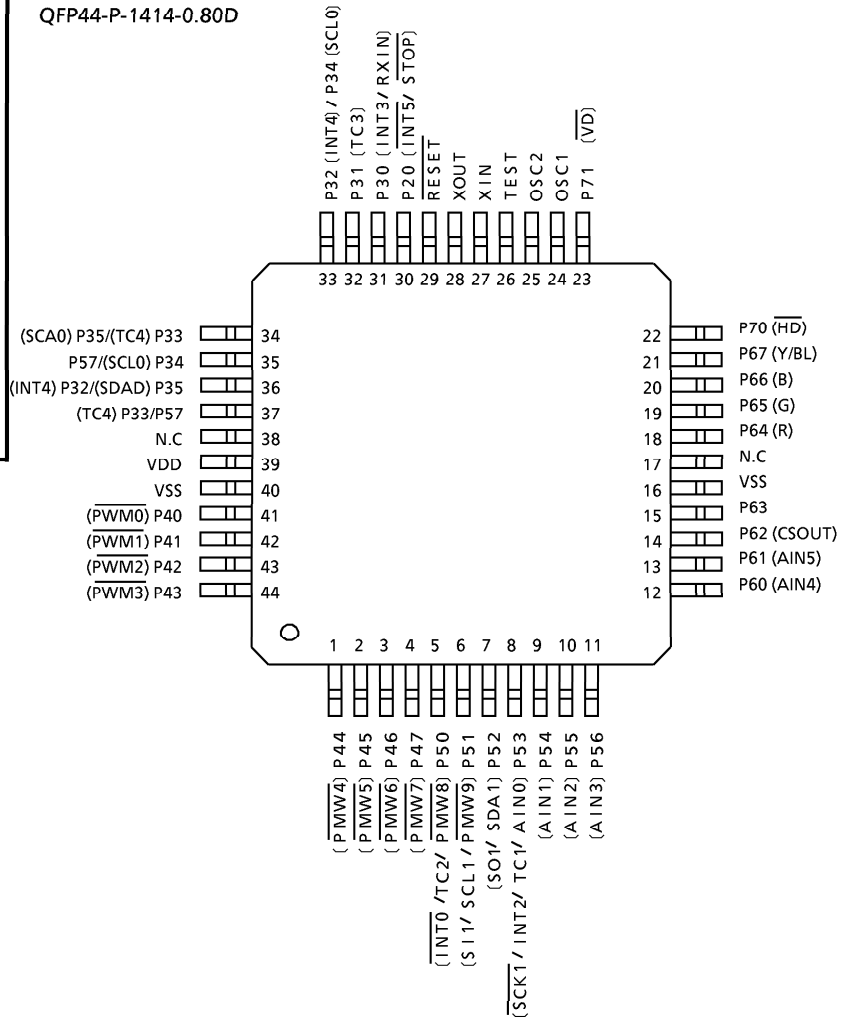 QFP44-P-1414-0.80D
P32 (INT4) / P34 (SCL0)
P31 (TC3)
P30 (INT3/ RXIN)
P20 (INT5/ STOP)
RESET
XOUT
XIN
TEST
OSC2
OSC1
P71 (VD)
33 32 31 30 29 28 27 26 25 24 23
(SCA0) P35/(TC4) P33 34
P57/(SCL0) P34 35
(INT4) P32/(SDAD) P35 36
(TC4) P33/P57 37
N.C 38
VDD 39
VSS 40
(PWM0) P40 41
(PWM1) P41 42
(PWM2) P42 43
(PWM3) P43 44
22 P70 (HD)
21 P67 (Y/BL)
20 P66 (B)
19 P65 (G)
18 P64 (R)
17 N.C
16 VSS
15 P63
14 P62 (CSOUT)
13 P61 (AIN5)
12 P60 (AIN4)
1 2 3 4 5 6 7 8 9 10 11
(PMW4) P44
(PMW5) P45
(PMW6) P46
(PMW7) P47
(INT0 /TC2/ PMW8) P50
(SI1/ SCL1/ PMW9) P51
(SO1/ SDA1) P52
(SCK1/ INT2/ TC1/ AIN0) P53
(AIN1) P54
(AIN2) P55
(AIN3) P56